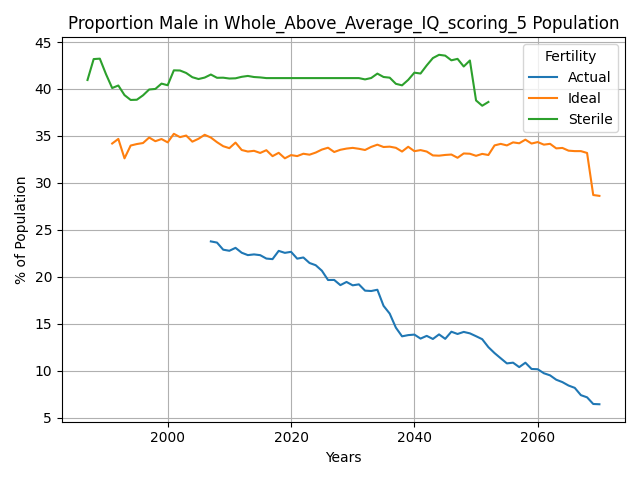 Proportion Male in Whole_Above_Average_IQ_scoring_5 Population
45
40
35
30
25
20
15
10
5
% of Population
Fertility
Actual
Ideal
Sterile
2000 2020 2040 2060
Years